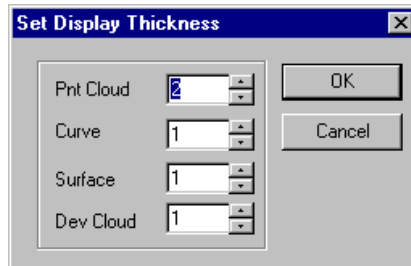 Set Display Thickness
Pnt Cloud 2 OK
Curve 1 Cancel
Surface 1
Dev Cloud 1